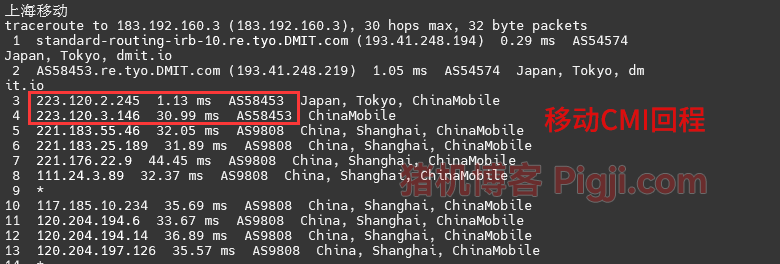 上海移动
traceroute to 183.192.160.3 (183.192.160.3), 30 hops max, 32 byte packets
1 standard-routing-irb-10.re.tyo.DMIT.com (193.41.248.194) 0.29 ms AS54574
Japan, Tokyo, dmit.io
2 AS58453.re.tyo.DMIT.com (193.41.248.219) 1.05 ms AS54574 Japan, Tokyo, dm
it.io
3 223.120.2.245 1.13 ms AS58453 Japan, Tokyo, ChinaMobile
4 223.120.3.146 30.99 ms AS58453 ChinaMobile
移动CMI回程
5 221.183.55.46 32.05 ms AS9808 China, Shanghai, ChinaMobile
6 221.183.25.189 31.89 ms AS9808 China, Shanghai, ChinaMobile
7 221.176.22.9 44.45 ms AS9808 China, Shanghai, ChinaMobile
8 111.24.3.89 32.37 ms AS9808 China, Shanghai, ChinaMobile
猪机博客 Pigji.com
9 *
10 117.185.10.234 35.69 ms AS9808 China, Shanghai, ChinaMobile
11 120.204.194.6 33.67 ms AS9808 China, Shanghai, ChinaMobile
12 120.204.194.14 36.89 ms AS9808 China, Shanghai, ChinaMobile
13 120.204.197.126 35.57 ms AS9808 China, Shanghai, ChinaMobile